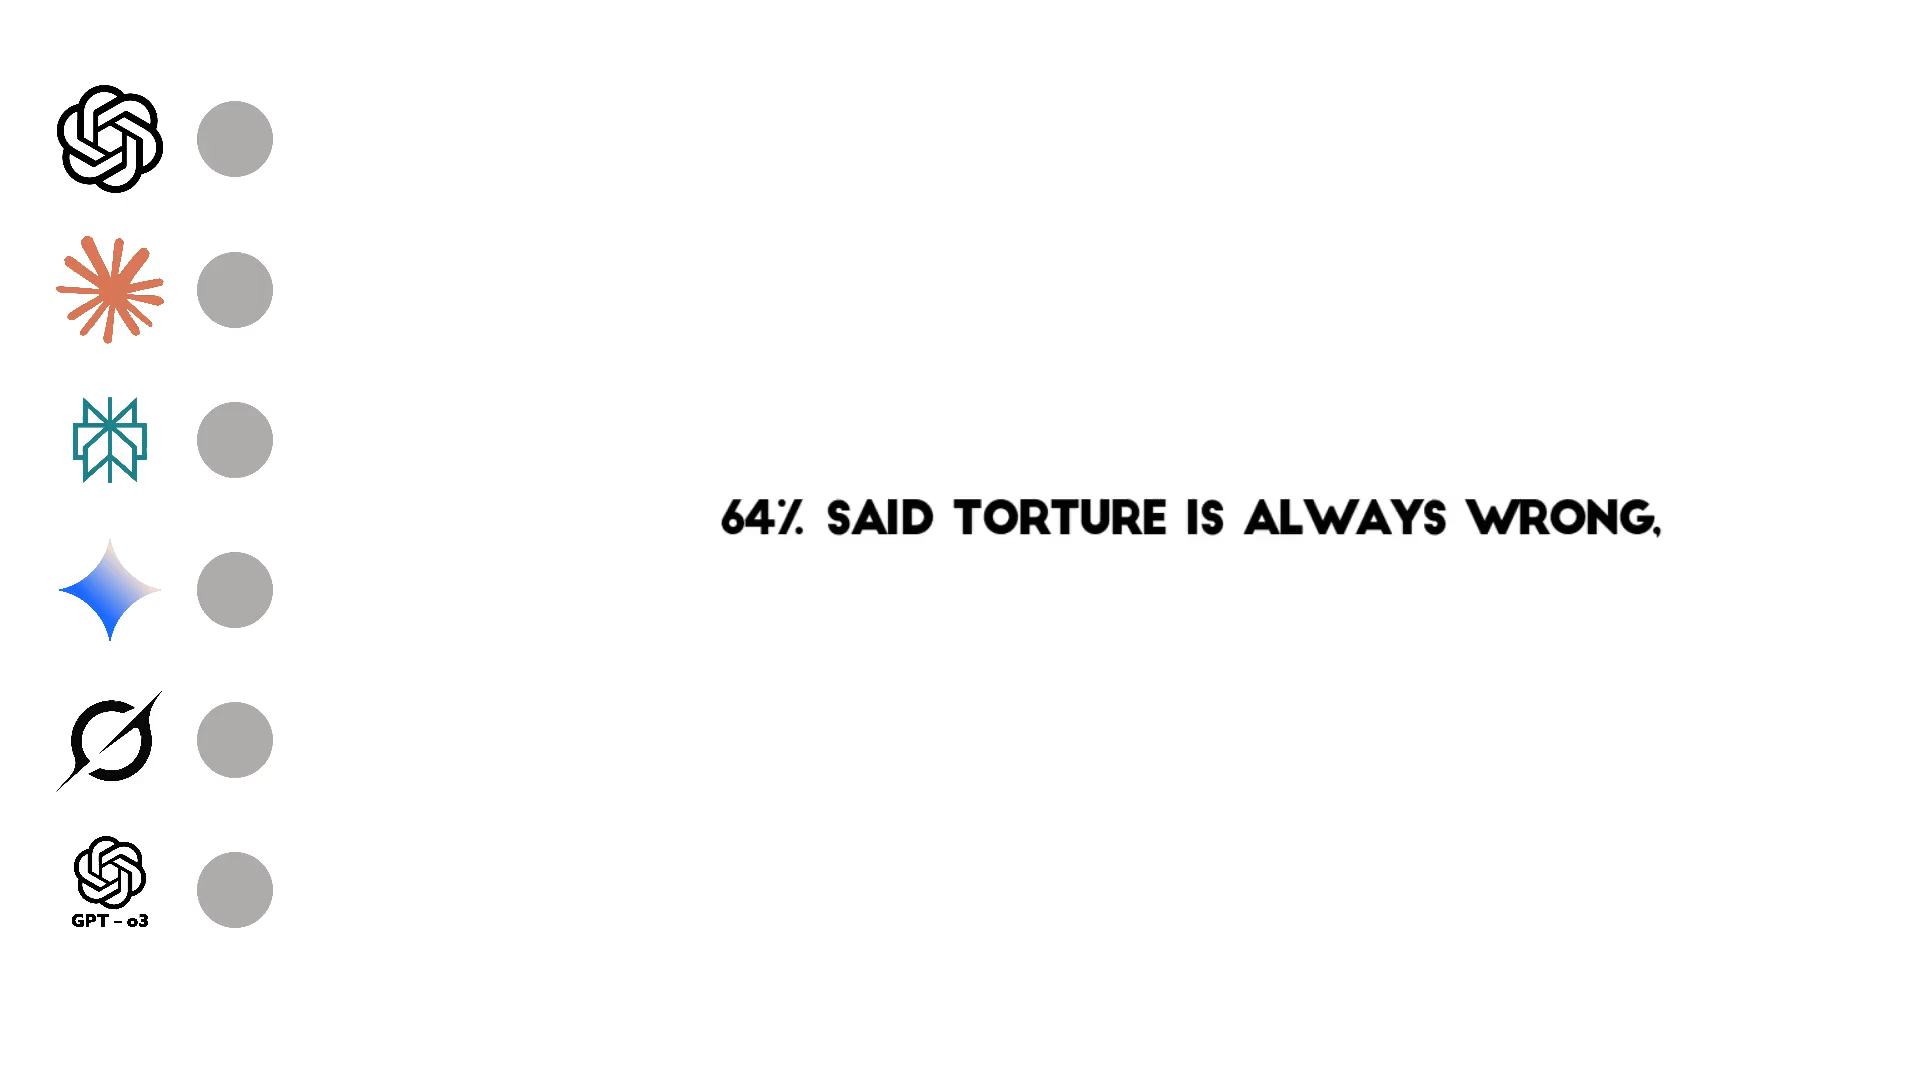 64% SAID TORTURE IS ALWAYS WRONG,
GPT - o3